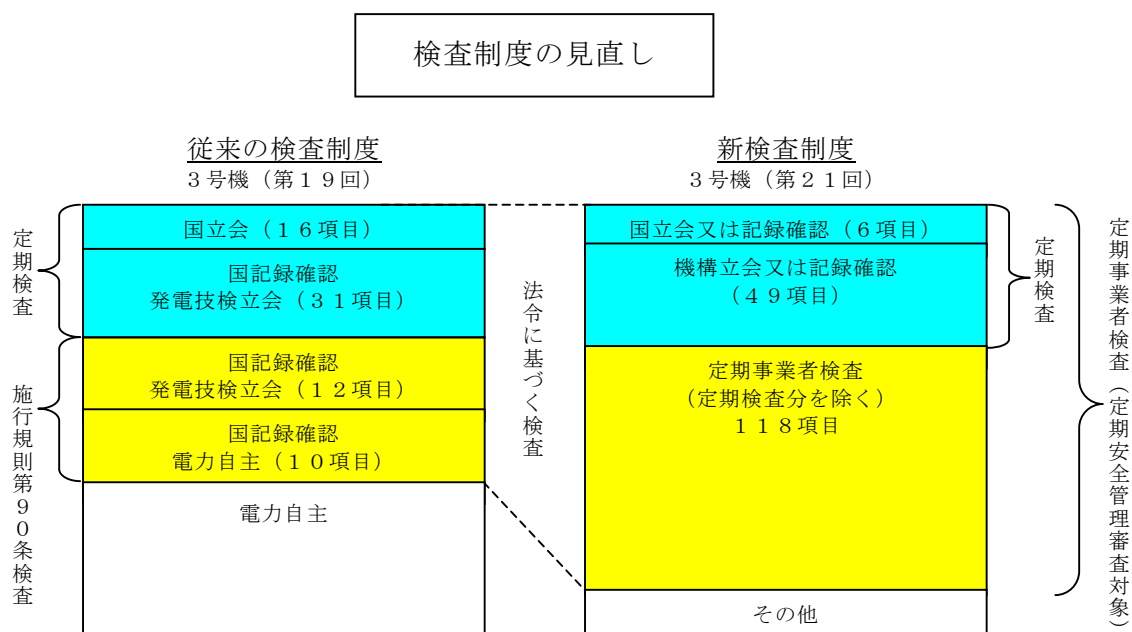 検査制度の見直し
従来の検査制度
３号機（第１９回）
定期検査
国立会（１６項目）
国記録確認
発電技検立会（３１項目）
施行規則第９０条検査
国記録確認
発電技検立会（１２項目）
国記録確認
電力自主（１０項目）
電力自主
法令に基づく検査
新検査制度
３号機（第２１回）
国立会又は記録確認（６項目）
機構立会又は記録確認
（４９項目）
定期事業者検査
(定期検査分を除く)
１１８項目
その他
定期検査
定期事業者検査（定期安全管理審査対象）